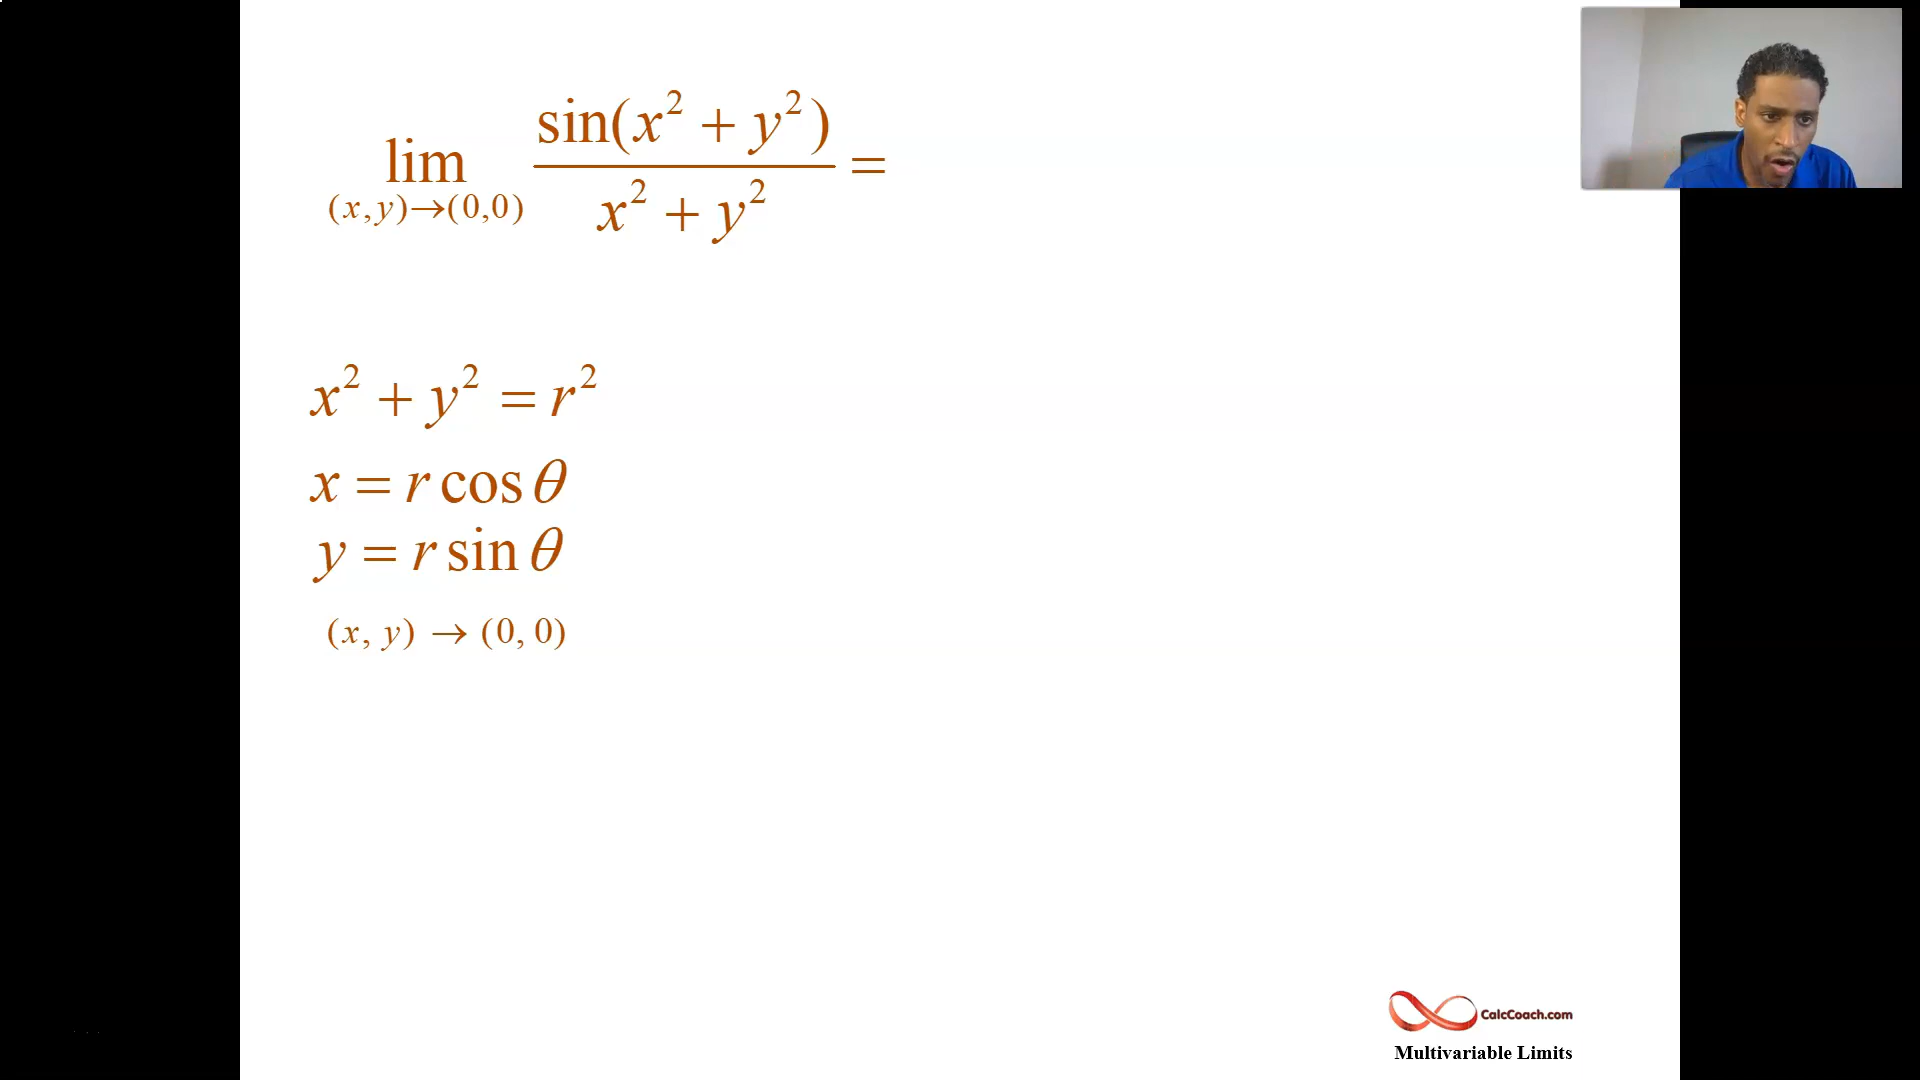 lim (x,y)→(0,0) sin(x² + y²) / x² + y² =
x² + y² = r²
x = r cos θ
y = r sin θ
(x, y) → (0, 0)
CalcCoach.com
Multivariable Limits